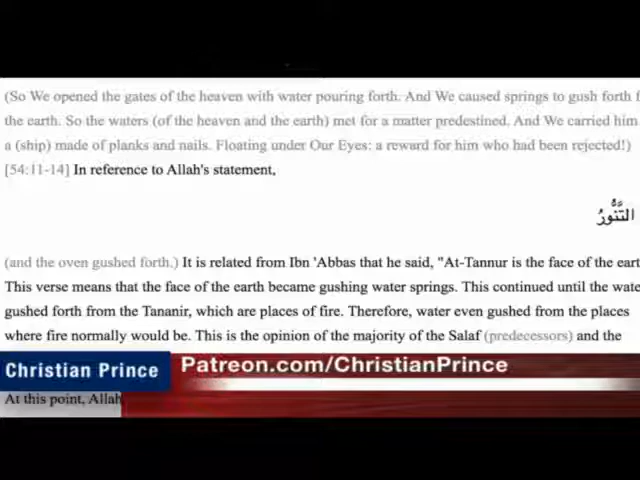 (So We opened the gates of the heaven with water pouring forth. And We caused springs to gush forth f
the earth. So the waters (of the heaven and the earth) met for a matter predestined. And We carried him
a (ship) made of planks and nails. Floating under Our Eyes: a reward for him who had been rejected!)
[54:11-14] In reference to Allah's statement,
التَّنُّورُ
(and the oven gushed forth.) It is related from Ibn 'Abbas that he said, "At-Tannur is the face of the eart
This verse means that the face of the earth became gushing water springs. This continued until the wate
gushed forth from the Tananir, which are places of fire. Therefore, water even gushed from the places
where fire normally would be. This is the opinion of the majority of the Salaf (predecessors) and the
Christian Prince
Patreon.com/ChristianPrince
At this point, Allah